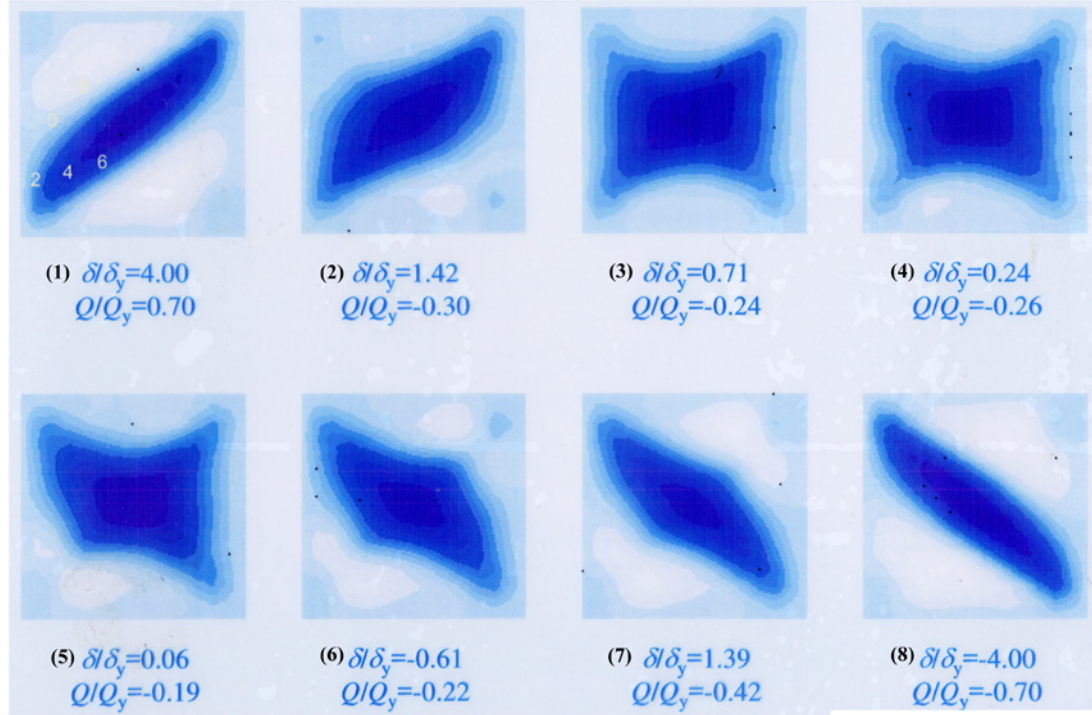 0
2 4 6
(1) δ/δy=4.00
Q/Qy=0.70
(2) δ/δy=1.42
Q/Qy=-0.30
(3) δ/δy=0.71
Q/Qy=-0.24
(4) δ/δy=0.24
Q/Qy=-0.26
(5) δ/δy=0.06
Q/Qy=-0.19
(6) δ/δy=-0.61
Q/Qy=-0.22
(7) δ/δy=1.39
Q/Qy=-0.42
(8) δ/δy=-4.00
Q/Qy=-0.70